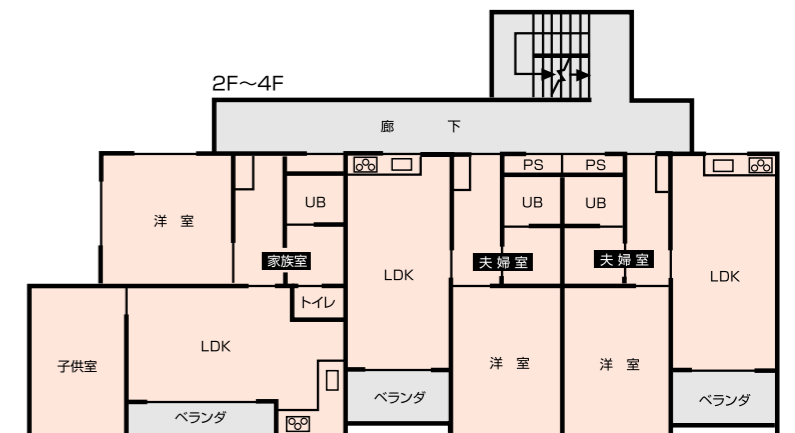 2F〜4F
廊 下
PS PS
洋 室
UB UB UB
家族室 夫婦室 夫婦室
LDK LDK
トイレ
LDK
子供室
洋 室 洋 室
ベランダ ベランダ
ベランダ